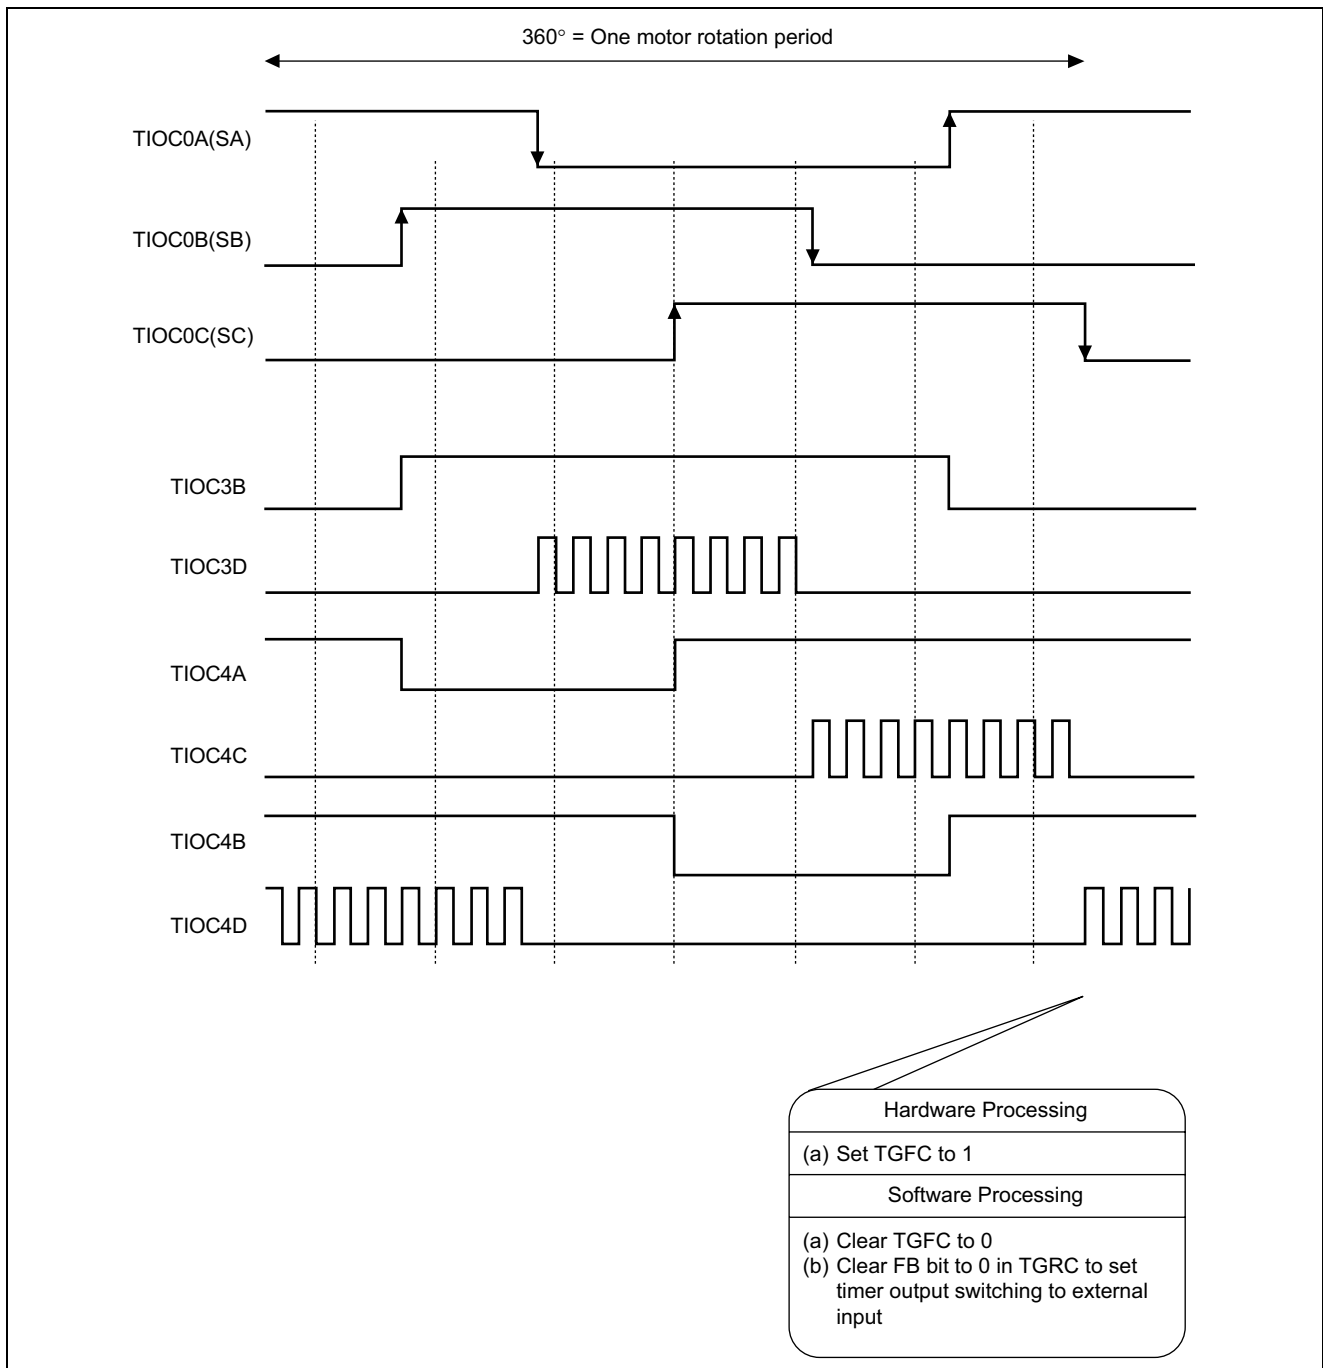 360° = One motor rotation period
TIOC0A(SA)
TIOC0B(SB)
TIOC0C(SC)
TIOC3B
TIOC3D
TIOC4A
TIOC4C
TIOC4B
TIOC4D
Hardware Processing
(a) Set TGFC to 1
Software Processing
(a) Clear TGFC to 0
(b) Clear FB bit to 0 in TGRC to set
timer output switching to external
input